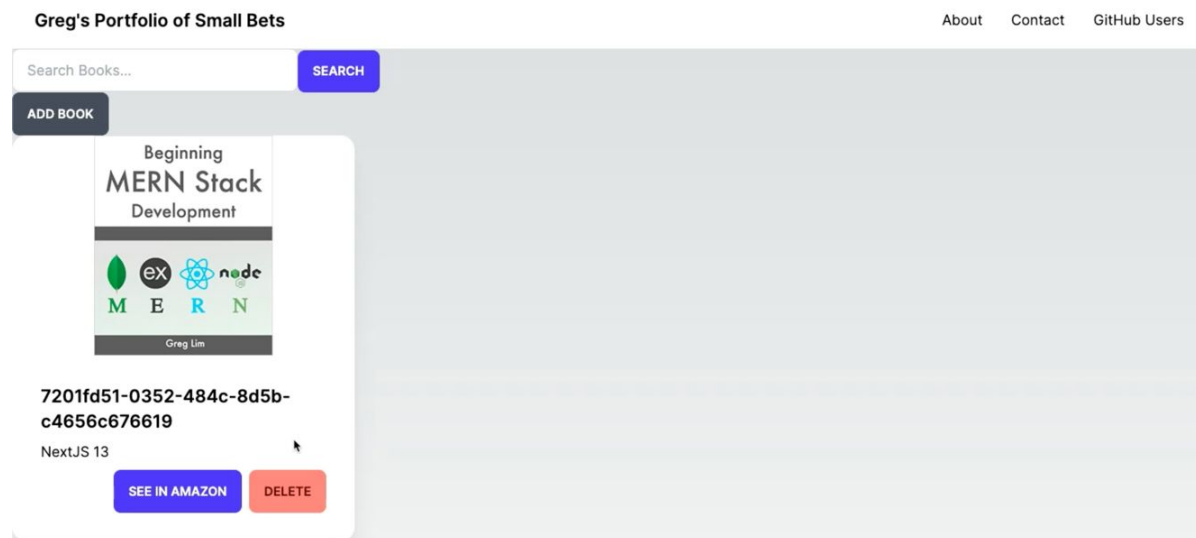 Greg's Portfolio of Small Bets
About Contact GitHub Users
Search Books...
SEARCH
ADD BOOK
Beginning
MERN Stack
Development
ex node
JS
M E R N
Greg Lim
7201fd51-0352-484c-8d5b-
c4656c676619
NextJS 13
SEE IN AMAZON DELETE